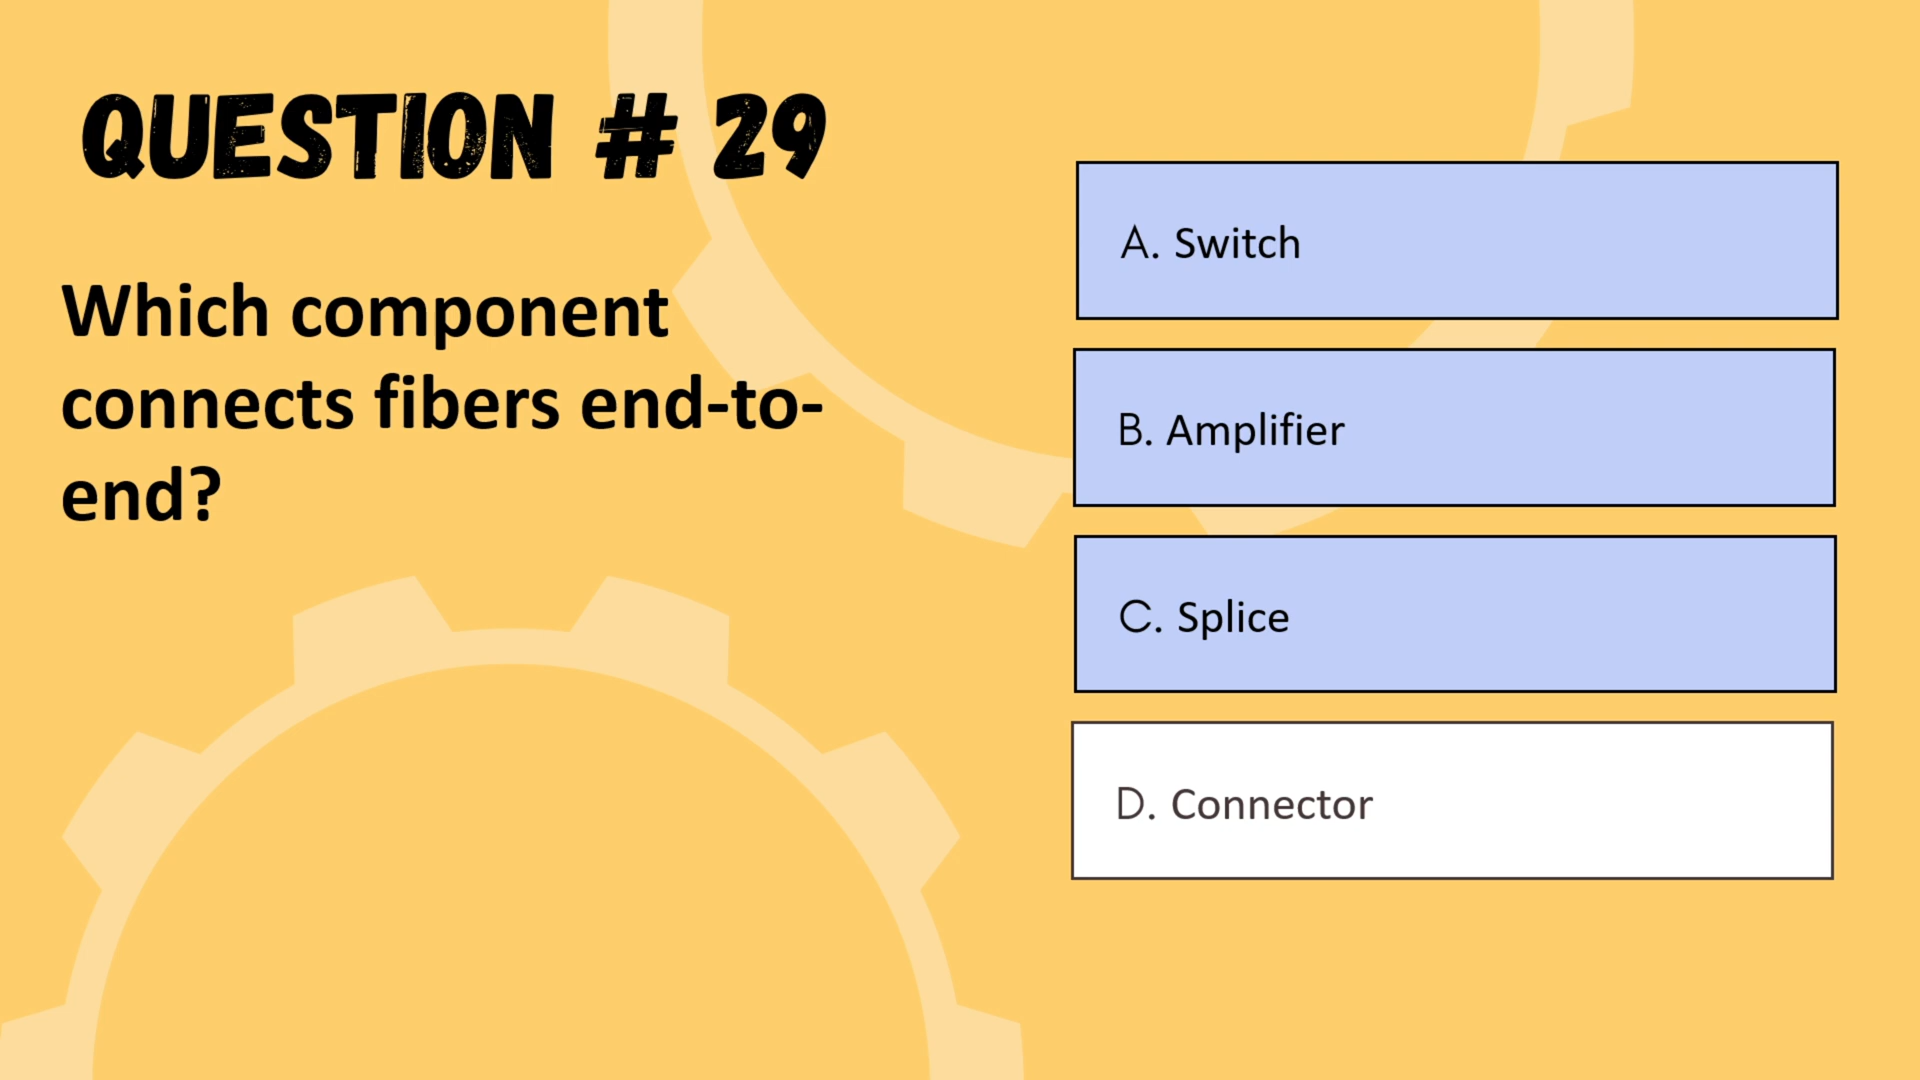 QUESTION # 29
Which component
connects fibers end-to-
end?
A. Switch
B. Amplifier
C. Splice
D. Connector